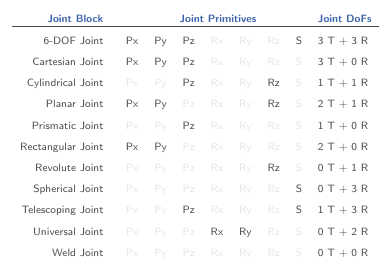 Joint Block Joint Primitives Joint DoFs
6-DOF Joint Px Py Pz Rx Ry Rz S 3 T + 3 R
Cartesian Joint Px Py Pz Rx Ry Rz S 3 T + 0 R
Cylindrical Joint Px Py Pz Rx Ry Rz S 1 T + 1 R
Planar Joint Px Py Pz Rx Ry Rz S 2 T + 1 R
Prismatic Joint Px Py Pz Rx Ry Rz S 1 T + 0 R
Rectangular Joint Px Py Pz Rx Ry Rz S 2 T + 0 R
Revolute Joint Px Py Pz Rx Ry Rz S 0 T + 1 R
Spherical Joint Px Py Pz Rx Ry Rz S 0 T + 3 R
Telescoping Joint Px Py Pz Rx Ry Rz S 1 T + 3 R
Universal Joint Px Py Pz Rx Ry Rz S 0 T + 2 R
Weld Joint Px Py Pz Rx Ry Rz S 0 T + 0 R